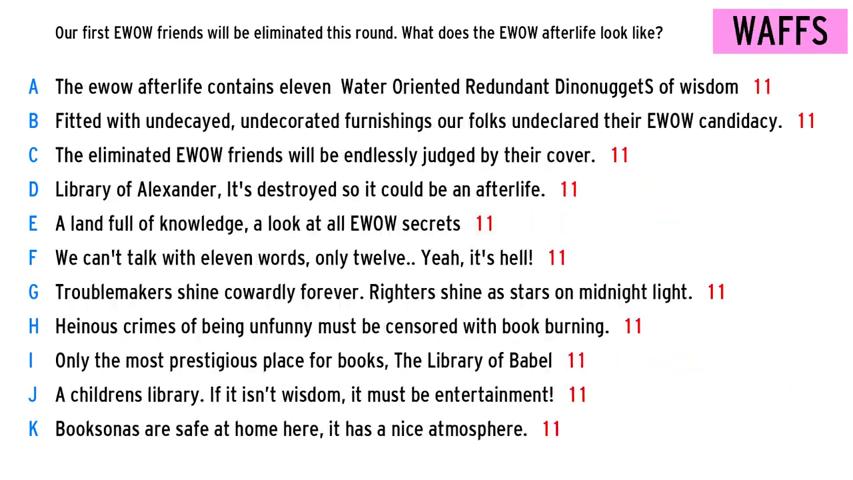 Our first EWOW friends will be eliminated this round. What does the EWOW afterlife look like?
WAFFS
A The ewow afterlife contains eleven Water Oriented Redundant DinonuggetS of wisdom 11
B Fitted with undecayed, undecorated furnishings our folks undeclared their EWOW candidacy. 11
C The eliminated EWOW friends will be endlessly judged by their cover. 11
D Library of Alexander, It's destroyed so it could be an afterlife. 11
E A land full of knowledge, a look at all EWOW secrets 11
F We can't talk with eleven words, only twelve.. Yeah, it's hell! 11
G Troublemakers shine cowardly forever. Righters shine as stars on midnight light. 11
H Heinous crimes of being unfunny must be censored with book burning. 11
I Only the most prestigious place for books, The Library of Babel 11
J A childrens library. If it isn’t wisdom, it must be entertainment! 11
K Booksonas are safe at home here, it has a nice atmosphere. 11